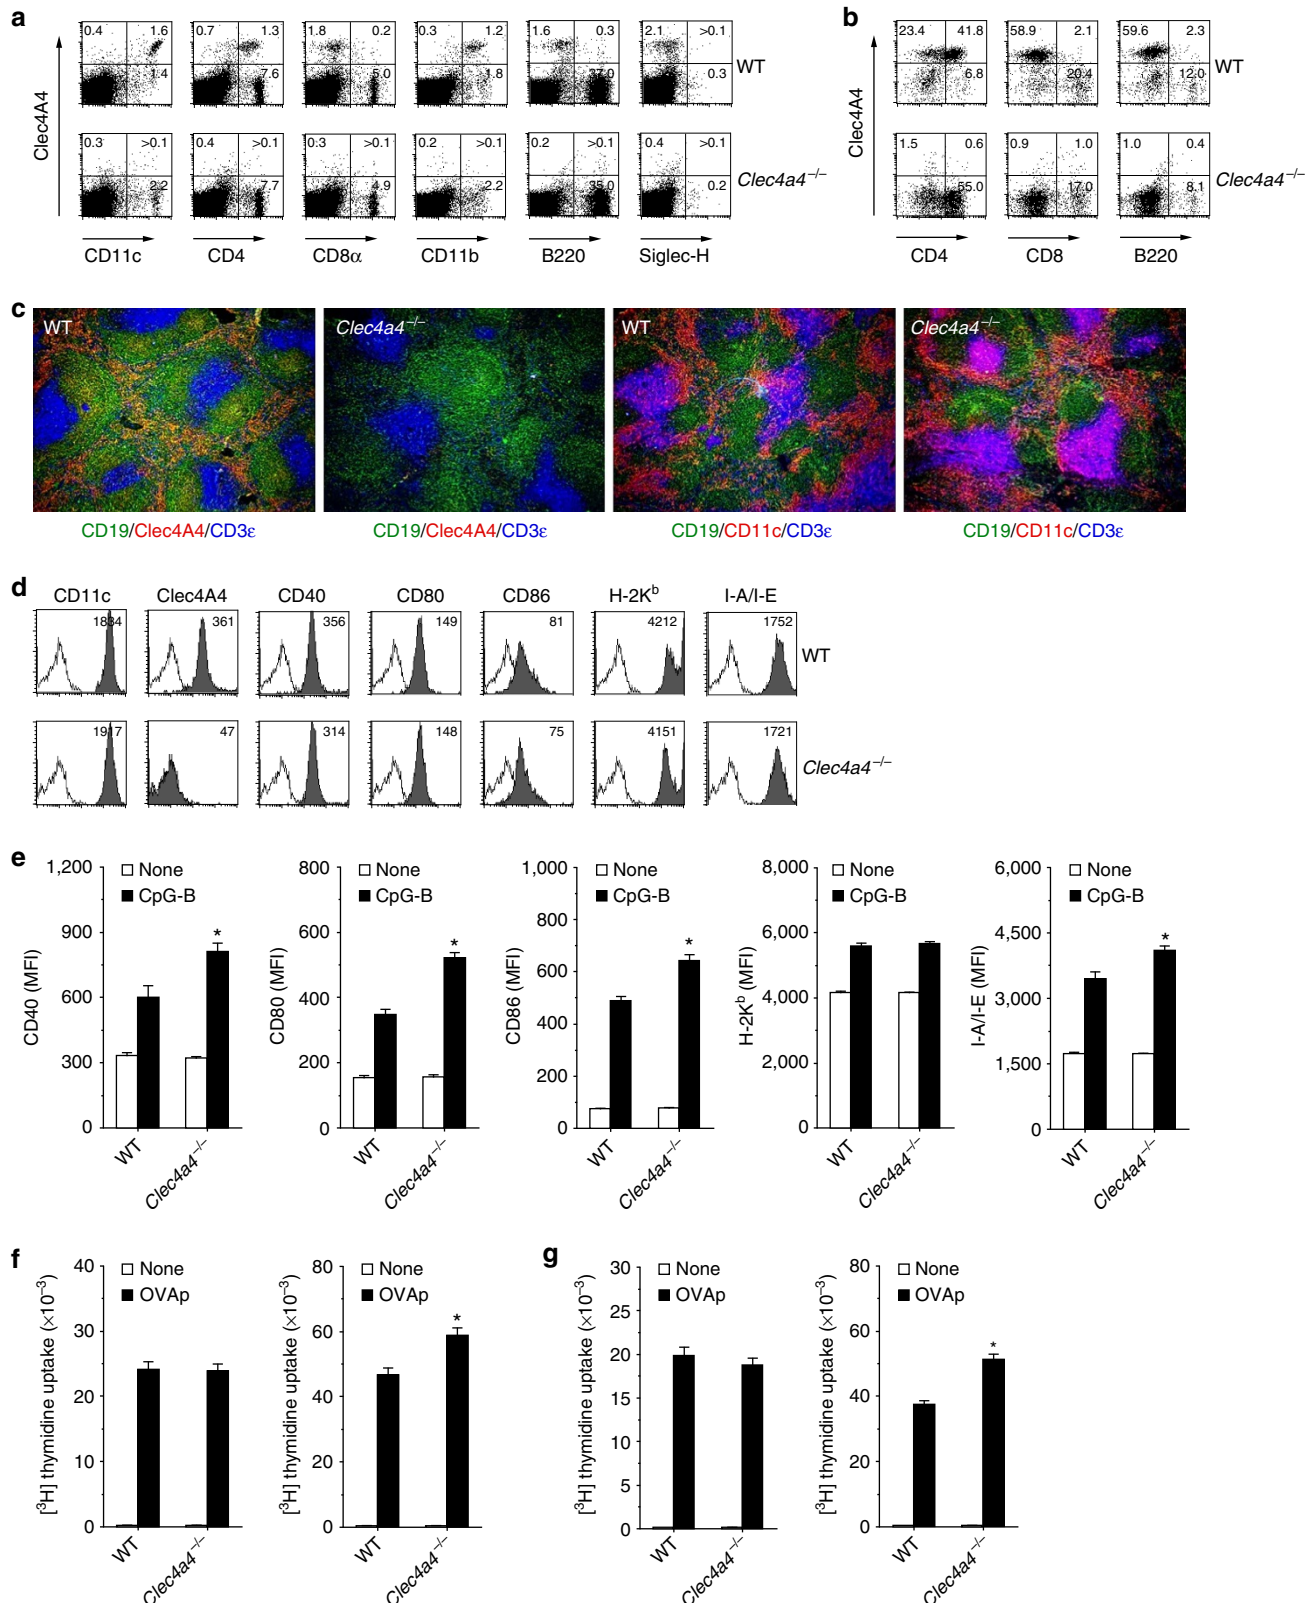 a
Clec4A4
0.4 1.6 1.4
0.7 1.3 7.6
1.8 0.2 5.0
0.3 1.2 1.8
1.6 0.3 37.0
2.1 >0.1 0.3
WT
0.3 >0.1 2.2
0.4 >0.1 7.7
0.3 >0.1 4.9
0.2 >0.1 2.2
0.2 >0.1 35.0
0.4 >0.1 0.2
Clec4a4−/−
CD11c CD4 CD8α CD11b B220 Siglec-H
b
Clec4A4
23.4 41.8 6.8
58.9 2.1 20.4
59.6 2.3 12.0
WT
1.5 0.6 55.0
0.9 1.0 17.0
1.0 0.4 8.1
Clec4a4−/−
CD4 CD8 B220
c
WT Clec4a4−/− WT Clec4a4−/−
CD19/Clec4A4/CD3ε CD19/Clec4A4/CD3ε CD19/CD11c/CD3ε CD19/CD11c/CD3ε
d
CD11c Clec4A4 CD40 CD80 CD86 H-2Kb I-A/I-E
1834 361 356 149 81 4212 1752
WT
1917 47 314 148 75 4151 1721
Clec4a4−/−
e
CD40 (MFI)
1,200
900
600
300
0
None
CpG-B
*
WT
Clec4a4−/−
CD80 (MFI)
800
600
400
200
0
None
CpG-B
*
WT
Clec4a4−/−
CD86 (MFI)
1,000
800
600
400
200
0
None
CpG-B
*
WT
Clec4a4−/−
H-2Kb (MFI)
8,000
6,000
4,000
2,000
0
None
CpG-B
WT
Clec4a4−/−
I-A/I-E (MFI)
6,000
4,500
3,000
1,500
0
None
CpG-B
*
WT
Clec4a4−/−
f
[3H] thymidine uptake (×10−3)
40
30
20
10
0
None
OVAp
WT
Clec4a4−/−
[3H] thymidine uptake (×10−3)
80
60
40
20
0
None
OVAp
*
WT
Clec4a4−/−
g
[3H] thymidine uptake (×10−3)
30
25
20
15
10
5
0
None
OVAp
WT
Clec4a4−/−
[3H] thymidine uptake (×10−3)
80
60
40
20
0
None
OVAp
*
WT
Clec4a4−/−